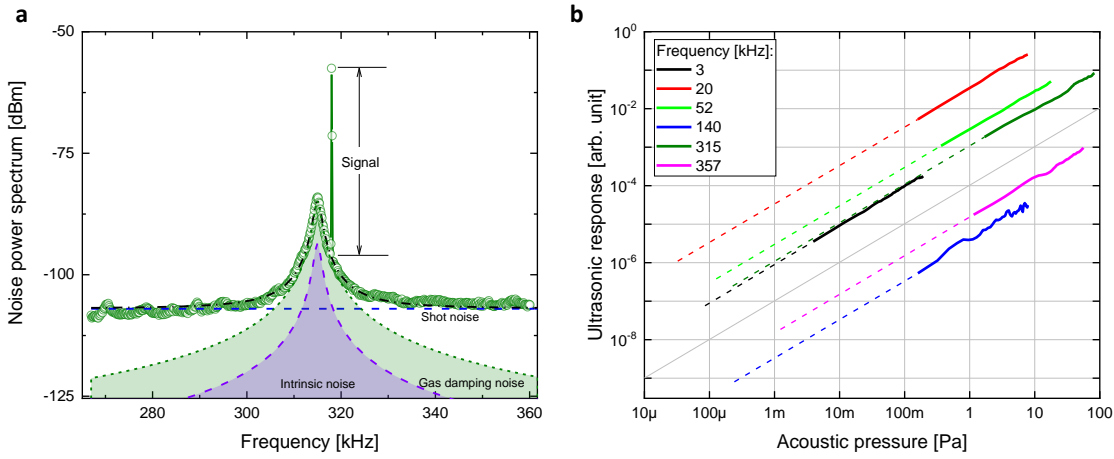 a
Noise power spectrum [dBm]
-50
-75
-100
-125
Signal
Shot noise
Intrinsic noise
Gas damping noise
280
300
320
340
360
Frequency [kHz]
b
Ultrasonic response [arb. unit]
10⁰
10⁻²
10⁻⁴
10⁻⁶
10⁻⁸
Frequency [kHz]:
3
20
52
140
315
357
10µ
100µ
1m
10m
100m
1
10
100
Acoustic pressure [Pa]